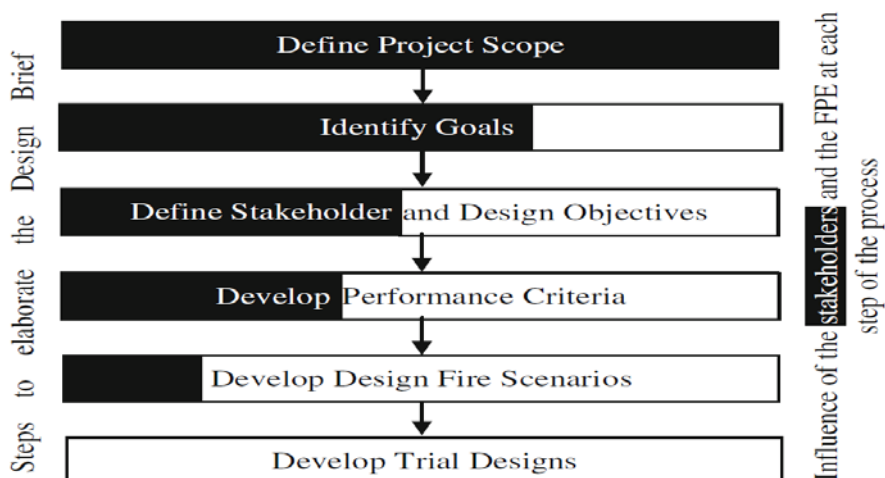 Steps to elaborate the Design Brief
Define Project Scope
Identify Goals
Define Stakeholder and Design Objectives
Develop Performance Criteria
Develop Design Fire Scenarios
Develop Trial Designs
Influence of the stakeholders and the FPE at each
step of the process